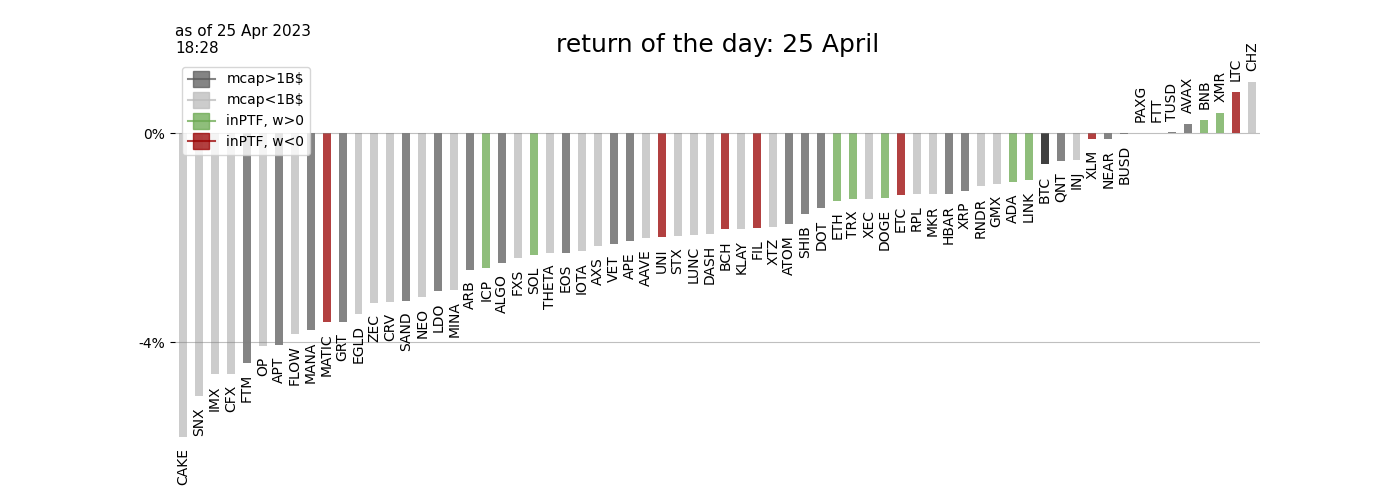 as of 25 Apr 2023
18:28
return of the day: 25 April
mcap>1B$
mcap<1B$
inPTF, w>0
inPTF, w<0
0%
-4%
CAKE
SNX
IMX
CFX
FTM
OP
APT
FLOW
MANA
MATIC
GRT
EGLD
ZEC
CRV
SAND
NEO
LDO
MINA
ARB
ICP
ALGO
FXS
SOL
THETA
EOS
IOTA
AXS
VET
APE
AAVE
UNI
STX
LUNC
DASH
BCH
KLAY
FIL
XTZ
ATOM
SHIB
DOT
ETH
TRX
XEC
DOGE
ETC
RPL
MKR
HBAR
XRP
RNDR
GMX
ADA
LINK
BTC
QNT
INJ
XLM
NEAR
BUSD
PAXG
FTT
TUSD
AVAX
BNB
XMR
LTC
CHZ